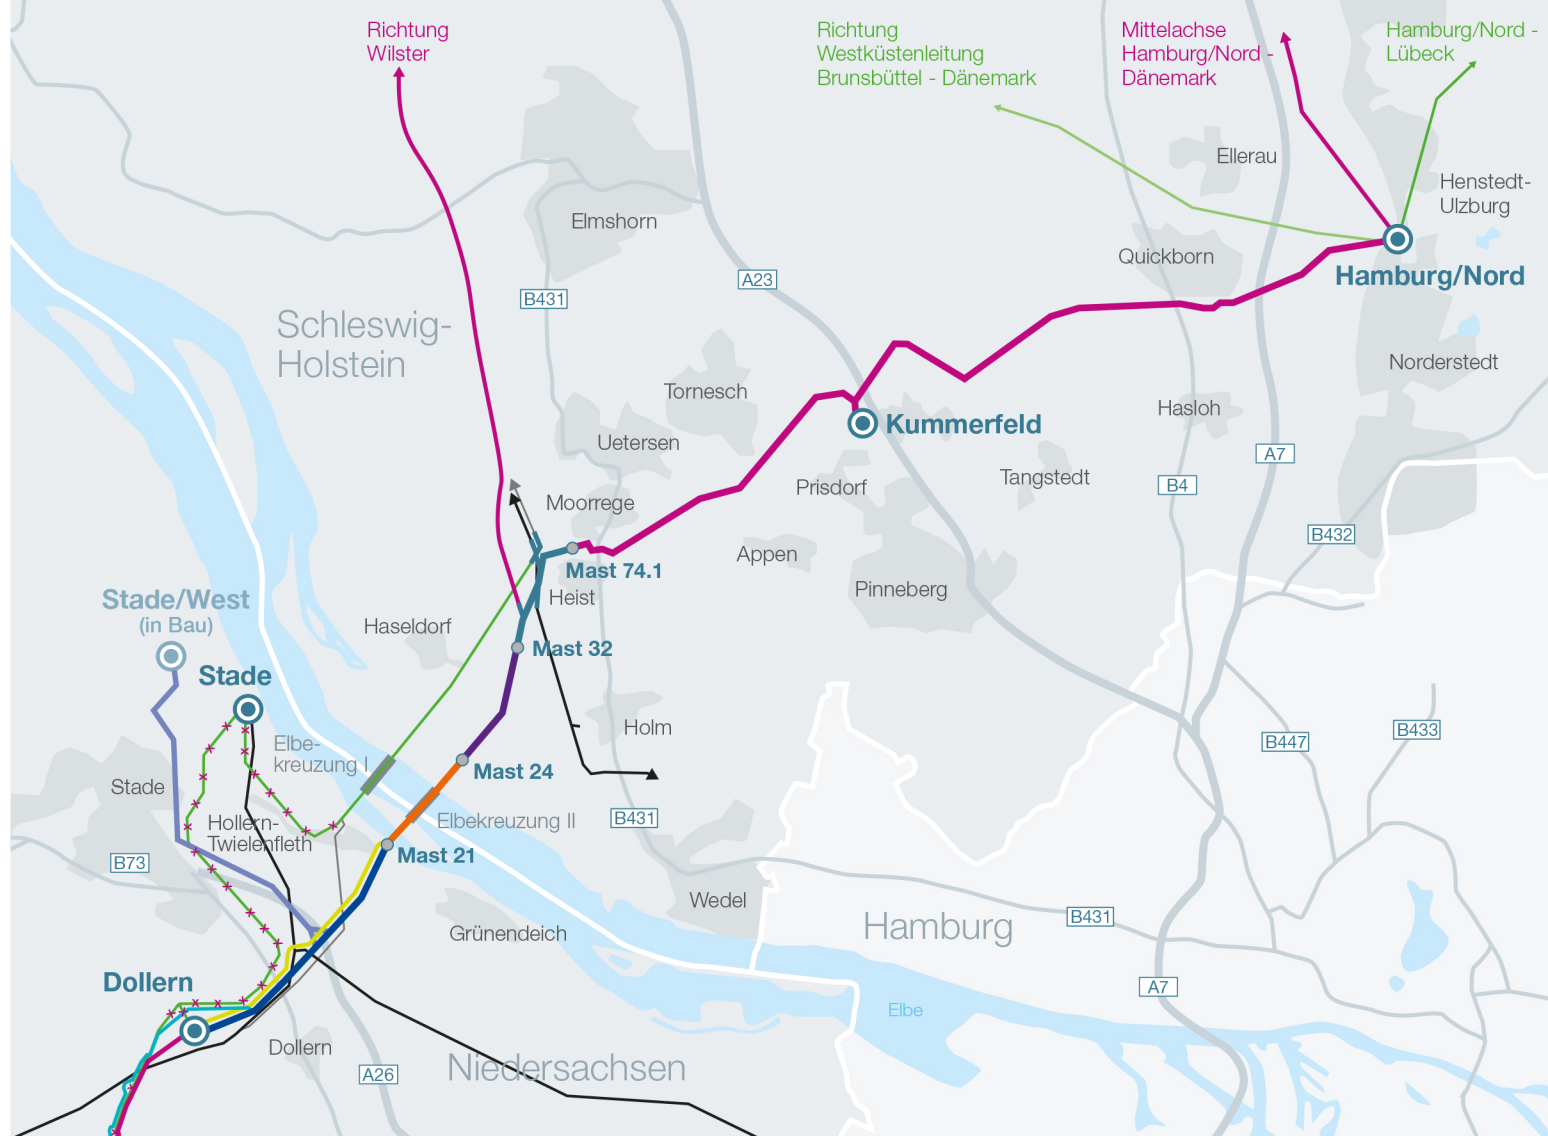 Richtung
Wilster
Richtung
Westküstenleitung
Brunsbüttel - Dänemark
Mittelachse
Hamburg/Nord -
Dänemark
Hamburg/Nord -
Lübeck
Ellerau
Henstedt-
Ulzburg
Elmshorn
Quickborn
Hamburg/Nord
A23
B431
Schleswig-
Holstein
Norderstedt
Tornesch
Hasloh
Kummerfeld
Uetersen
A7
Tangstedt
B4
Prisdorf
Moorrege
B432
Appen
Mast 74.1
Pinneberg
Heist
Stade/West
(in Bau)
Haseldorf
Mast 32
Stade
Holm
B433
B447
Elbe-
kreuzung I
Mast 24
Stade
Elbekreuzung II
B431
Hollern-
Twielenfleth
Mast 21
B73
Wedel
B431
Hamburg
Grünendeich
Dollern
A7
Elbe
Dollern
Niedersachsen
A26